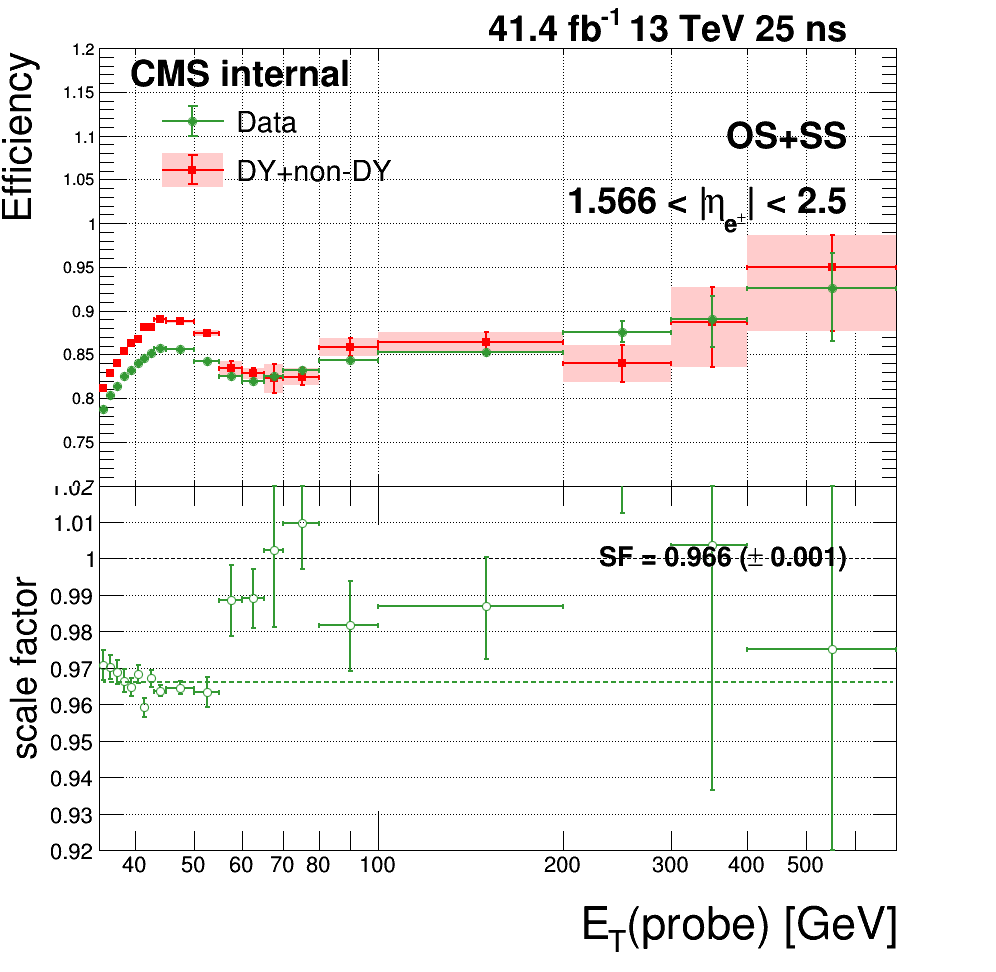 41.4 fb⁻¹ 13 TeV 25 ns
Efficiency
CMS internal
Data
DY+non-DY
OS+SS
1.566 < |η_e±| < 2.5
1.2
1.15
1.1
1.05
1
0.95
0.9
0.85
0.8
0.75
1.02
1.01
1
0.99
0.98
0.97
0.96
0.95
0.94
0.93
0.92
scale factor
SF = 0.966 (± 0.001)
40 50 60 70 80 100 200 300 400 500
E_T(probe) [GeV]